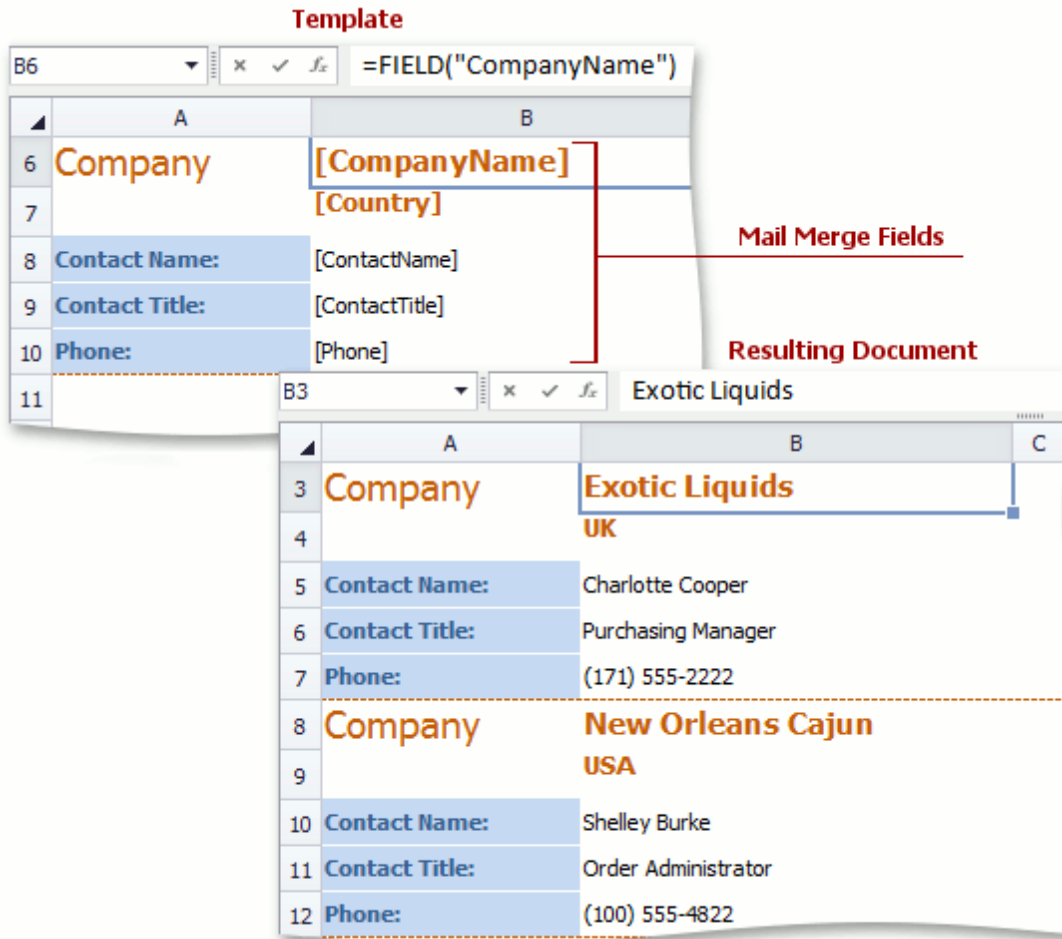 Template
B6 =FIELD("CompanyName")
A B
6 Company [CompanyName]
7 [Country]
8 Contact Name: [ContactName]
9 Contact Title: [ContactTitle]
10 Phone: [Phone]
11
Mail Merge Fields
Resulting Document
B3 fx Exotic Liquids
A B C
3 Company Exotic Liquids
4 UK
5 Contact Name: Charlotte Cooper
6 Contact Title: Purchasing Manager
7 Phone: (171) 555-2222
8 Company New Orleans Cajun
9 USA
10 Contact Name: Shelley Burke
11 Contact Title: Order Administrator
12 Phone: (100) 555-4822